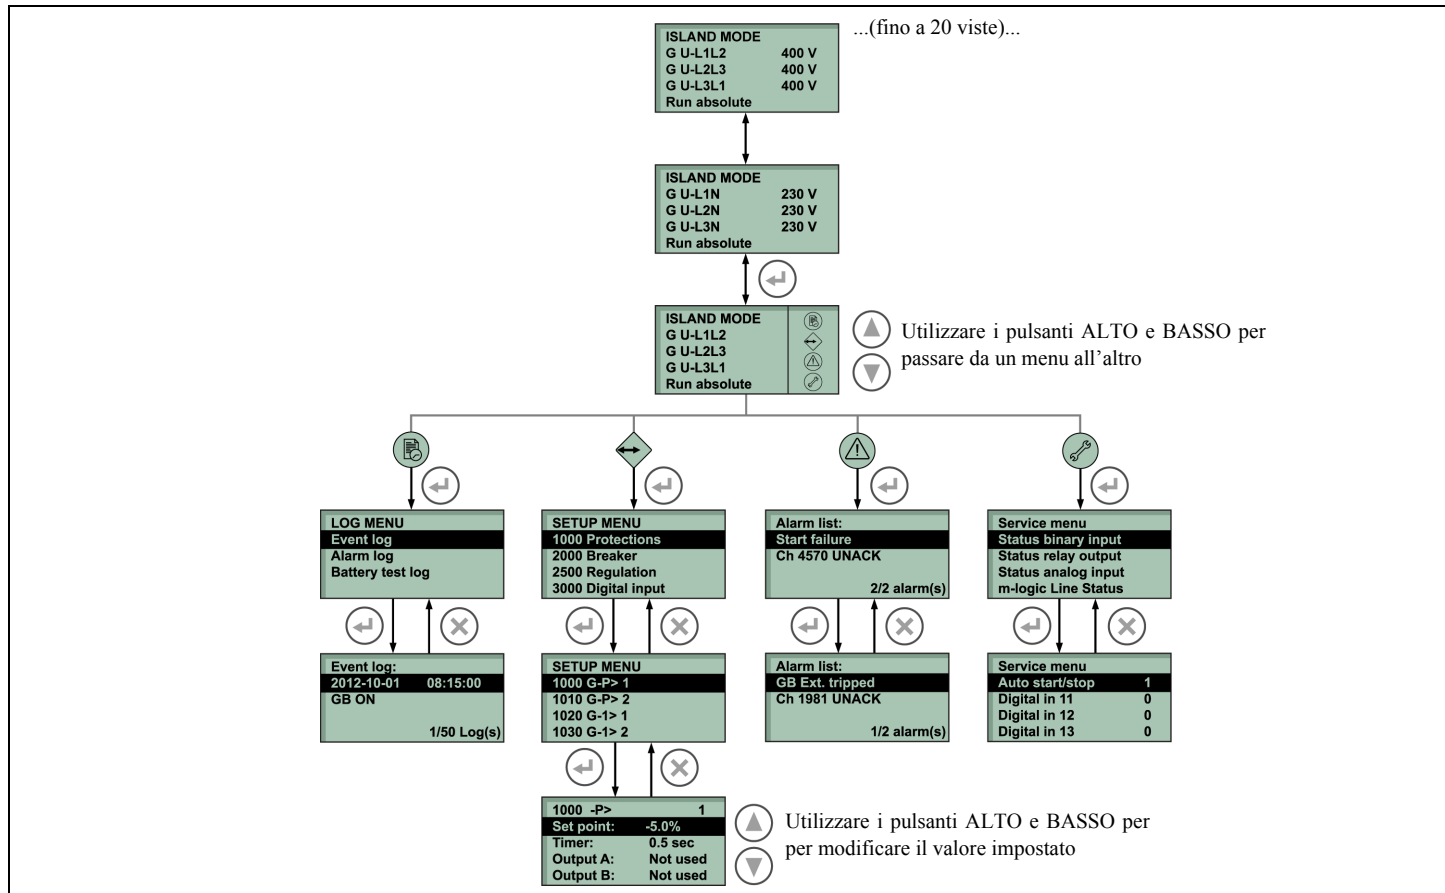 ISLAND MODE
G U-L1L2 400 V
G U-L2L3 400 V
G U-L3L1 400 V
Run absolute
...(fino a 20 viste)...
ISLAND MODE
G U-L1N 230 V
G U-L2N 230 V
G U-L3N 230 V
Run absolute
ISLAND MODE
G U-L1L2
G U-L2L3
G U-L3L1
Run absolute
Utilizzare i pulsanti ALTO e BASSO per
passare da un menu all’altro
LOG MENU
Event log
Alarm log
Battery test log
SETUP MENU
1000 Protections
2000 Breaker
2500 Regulation
3000 Digital input
Alarm list:
Start failure
Ch 4570 UNACK
2/2 alarm(s)
Service menu
Status binary input
Status relay output
Status analog input
m-logic Line Status
Event log:
2012-10-01 08:15:00
GB ON
1/50 Log(s)
SETUP MENU
1000 G-P> 1
1010 G-P> 2
1020 G-1> 1
1030 G-1> 2
Alarm list:
GB Ext. tripped
Ch 1981 UNACK
1/2 alarm(s)
Service menu
Auto start/stop 1
Digital in 11 0
Digital in 12 0
Digital in 13 0
1000 -P> 1
Set point: -5.0%
Timer: 0.5 sec
Output A: Not used
Output B: Not used
Utilizzare i pulsanti ALTO e BASSO per
per modificare il valore impostato